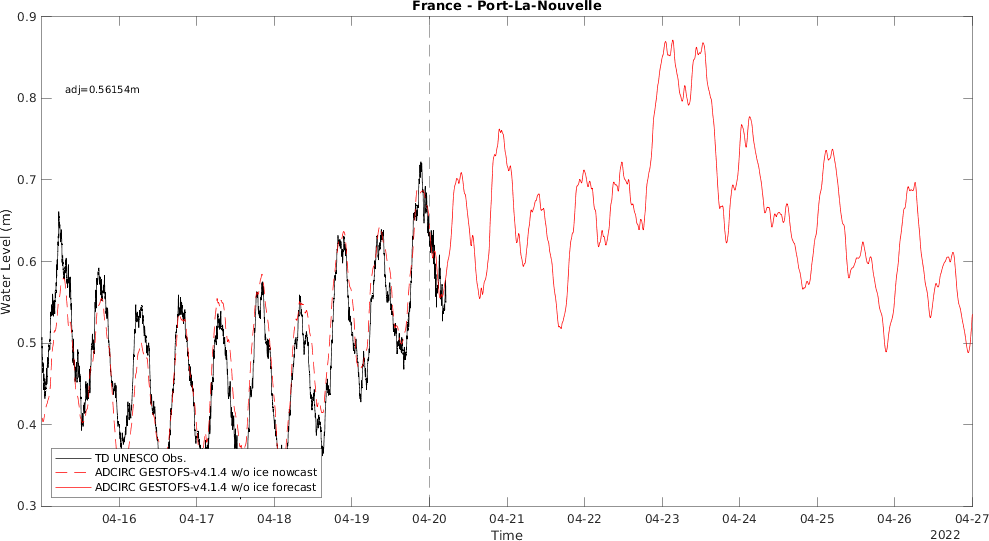 France - Port-La-Nouvelle
adj=0.56154m
Water Level (m)
0.9
0.8
0.7
0.6
0.5
0.4
0.3
TD UNESCO Obs.
ADCIRC GESTOFS-v4.1.4 w/o ice nowcast
ADCIRC GESTOFS-v4.1.4 w/o ice forecast
04-16 04-17 04-18 04-19 04-20 04-21 04-22 04-23 04-24 04-25 04-26 04-27
Time
2022